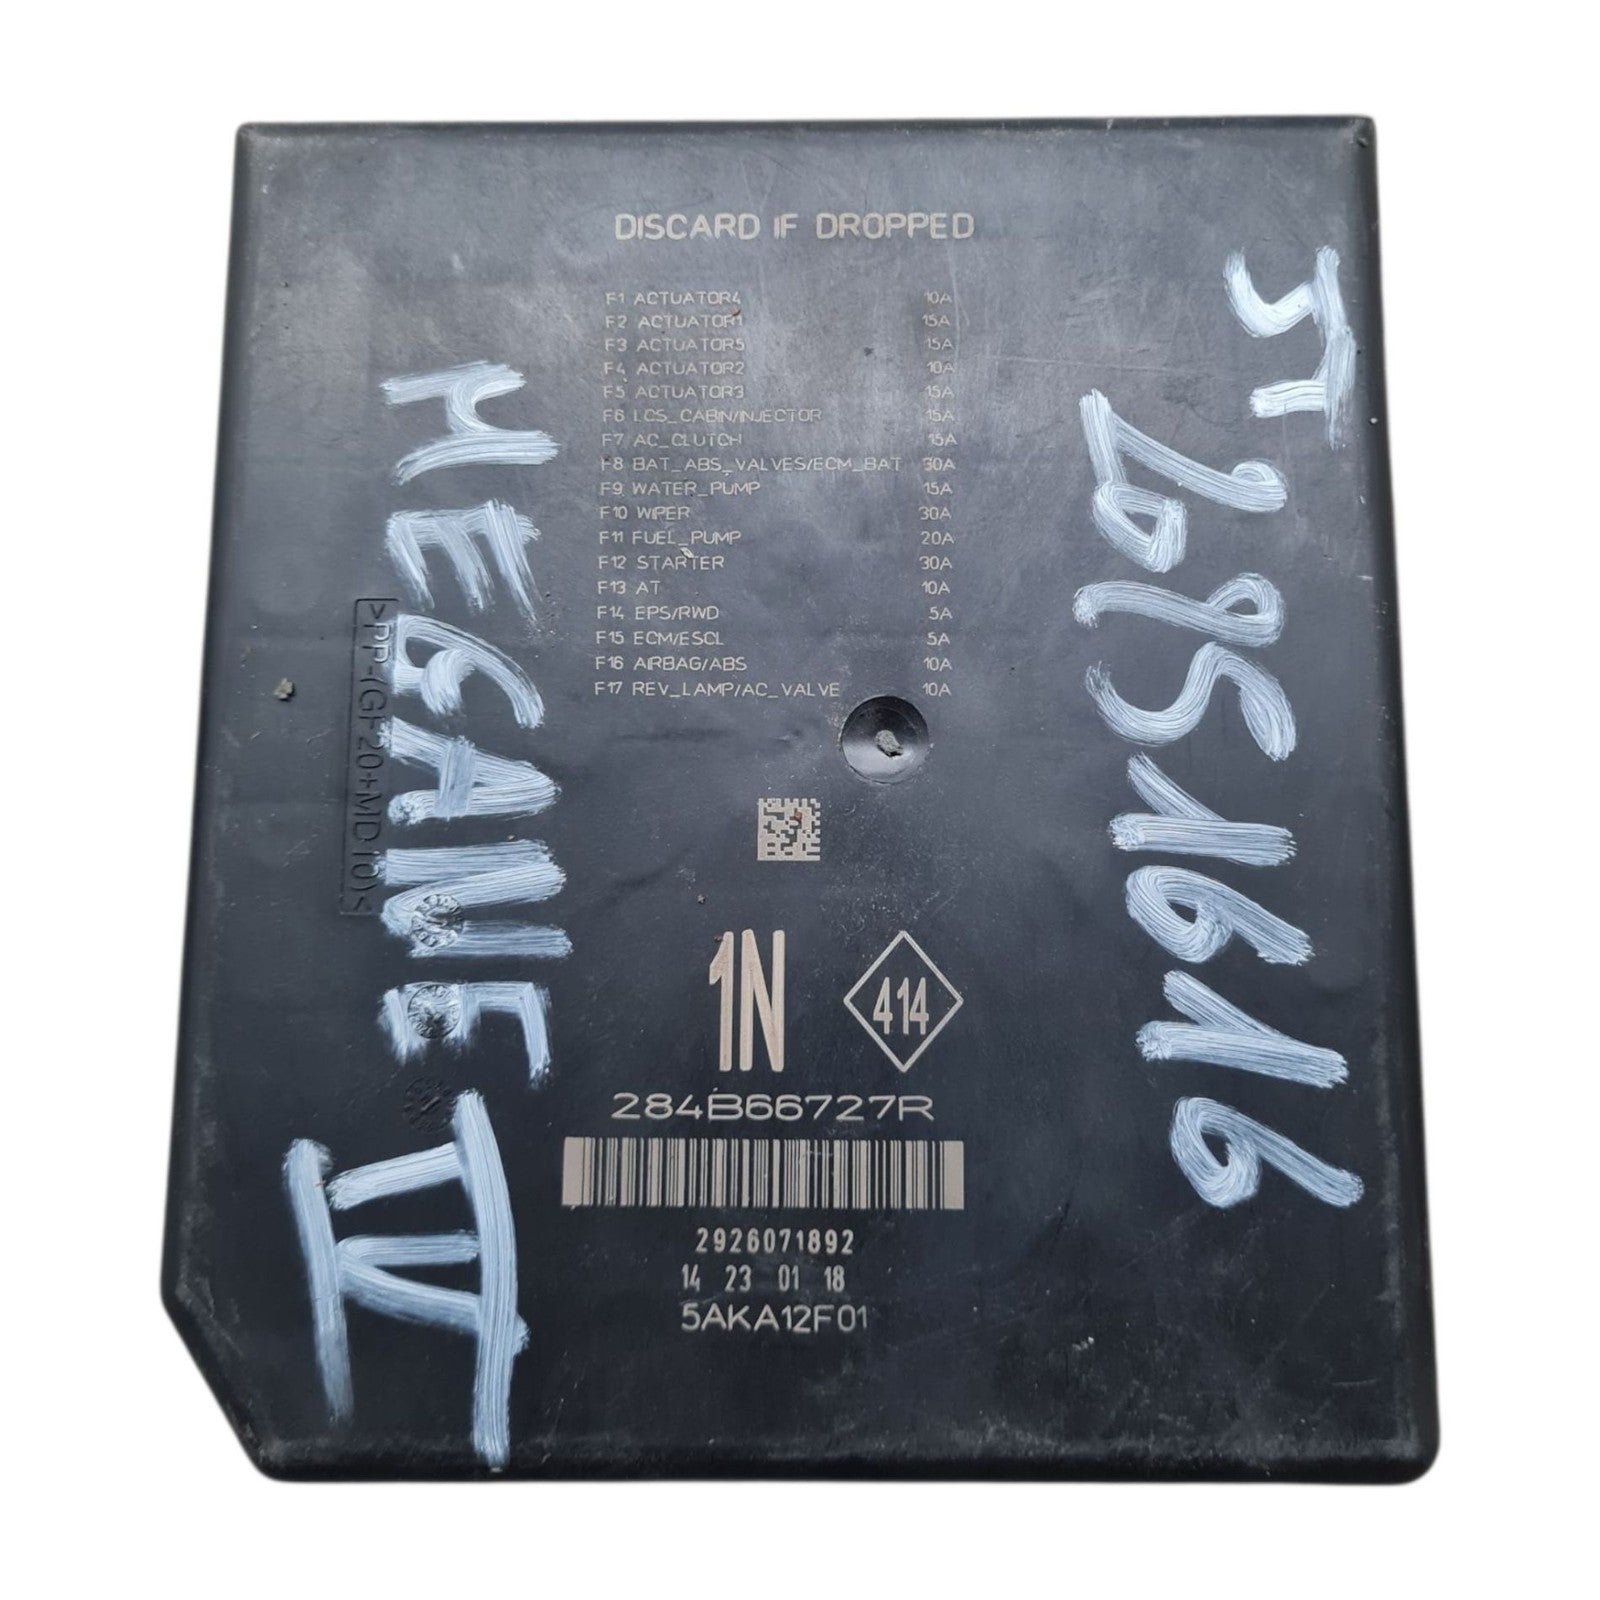 DISCARD IF DROPPED
F1 ACTUATOR4 10A
F2 ACTUATOR1 15A
F3 ACTUATOR5 15A
F4 ACTUATOR2 10A
F5 ACTUATOR3 15A
F6 LCS_CABIN/INJECTOR 15A
F7 AC_CLUTCH 15A
F8 BAT_ABS_VALVES/ECM_BAT 30A
F9 WATER_PUMP 15A
F10 WIPER 30A
F11 FUEL_PUMP 20A
F12 STARTER 30A
F13 AT 10A
F14 EPS/RWD 5A
F15 ECM/ESCL 5A
F16 AIRBAG/ABS 10A
F17 REV_LAMP/AC_VALVE 10A
1N 414
284B66727R
2926071892
14 23 01 18
5AKA12F01
>PP-(GF20+MD10)<
MEGANE IV